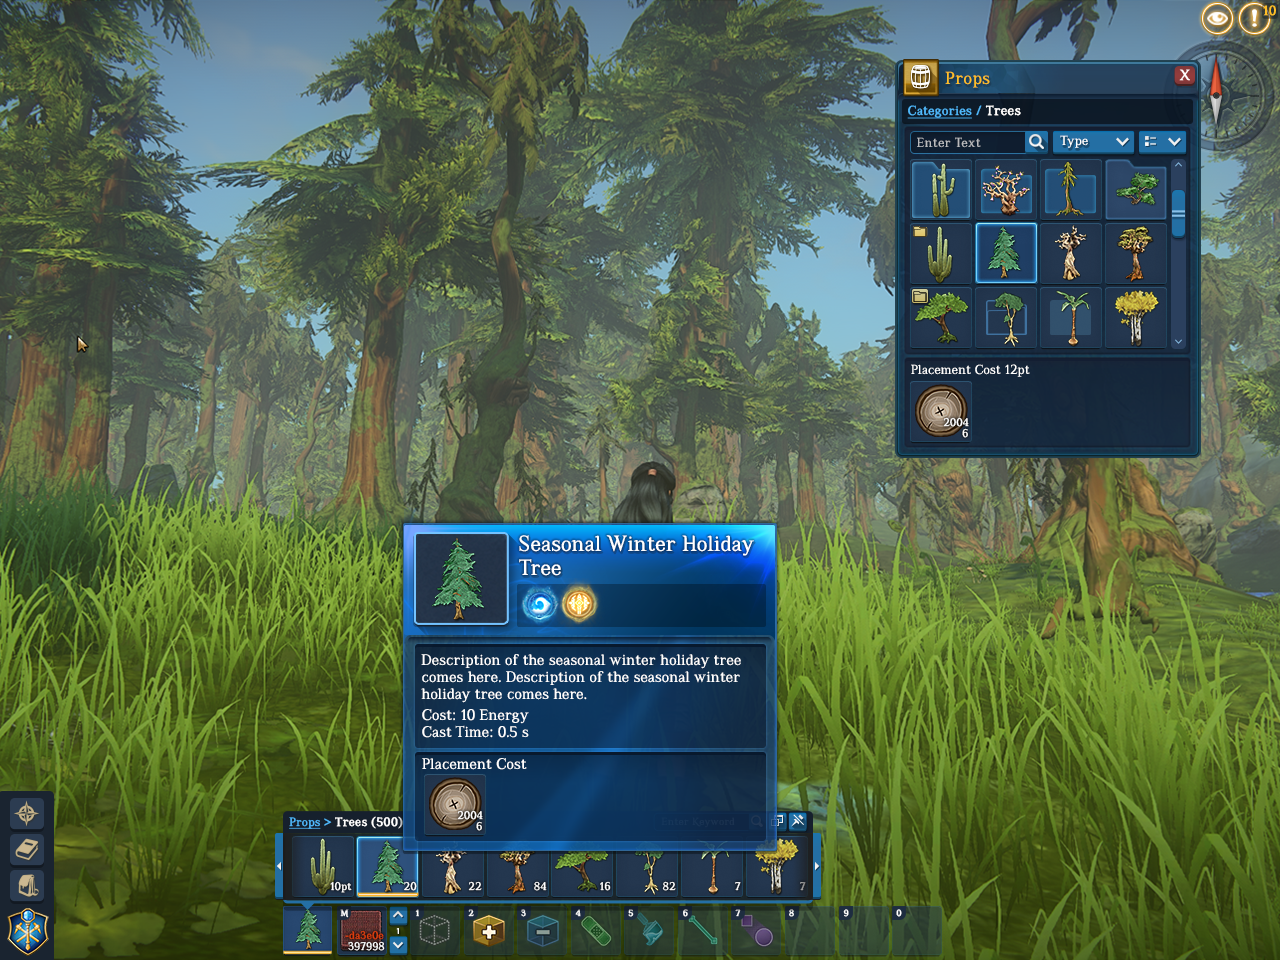 10
Props
X
Categories / Trees
Enter Text
Type
Placement Cost 12pt
2004
6
Seasonal Winter Holiday
Tree
Description of the seasonal winter holiday tree
comes here. Description of the seasonal winter
holiday tree comes here.
Cost: 10 Energy
Cast Time: 0.5 s
Placement Cost
2004
6
Props > Trees (500)
Enter Keyword
10pt
20
22
84
16
82
7
7
M
-da3e0e
397998
1
1
2
3
4
5
6
7
8
9
0